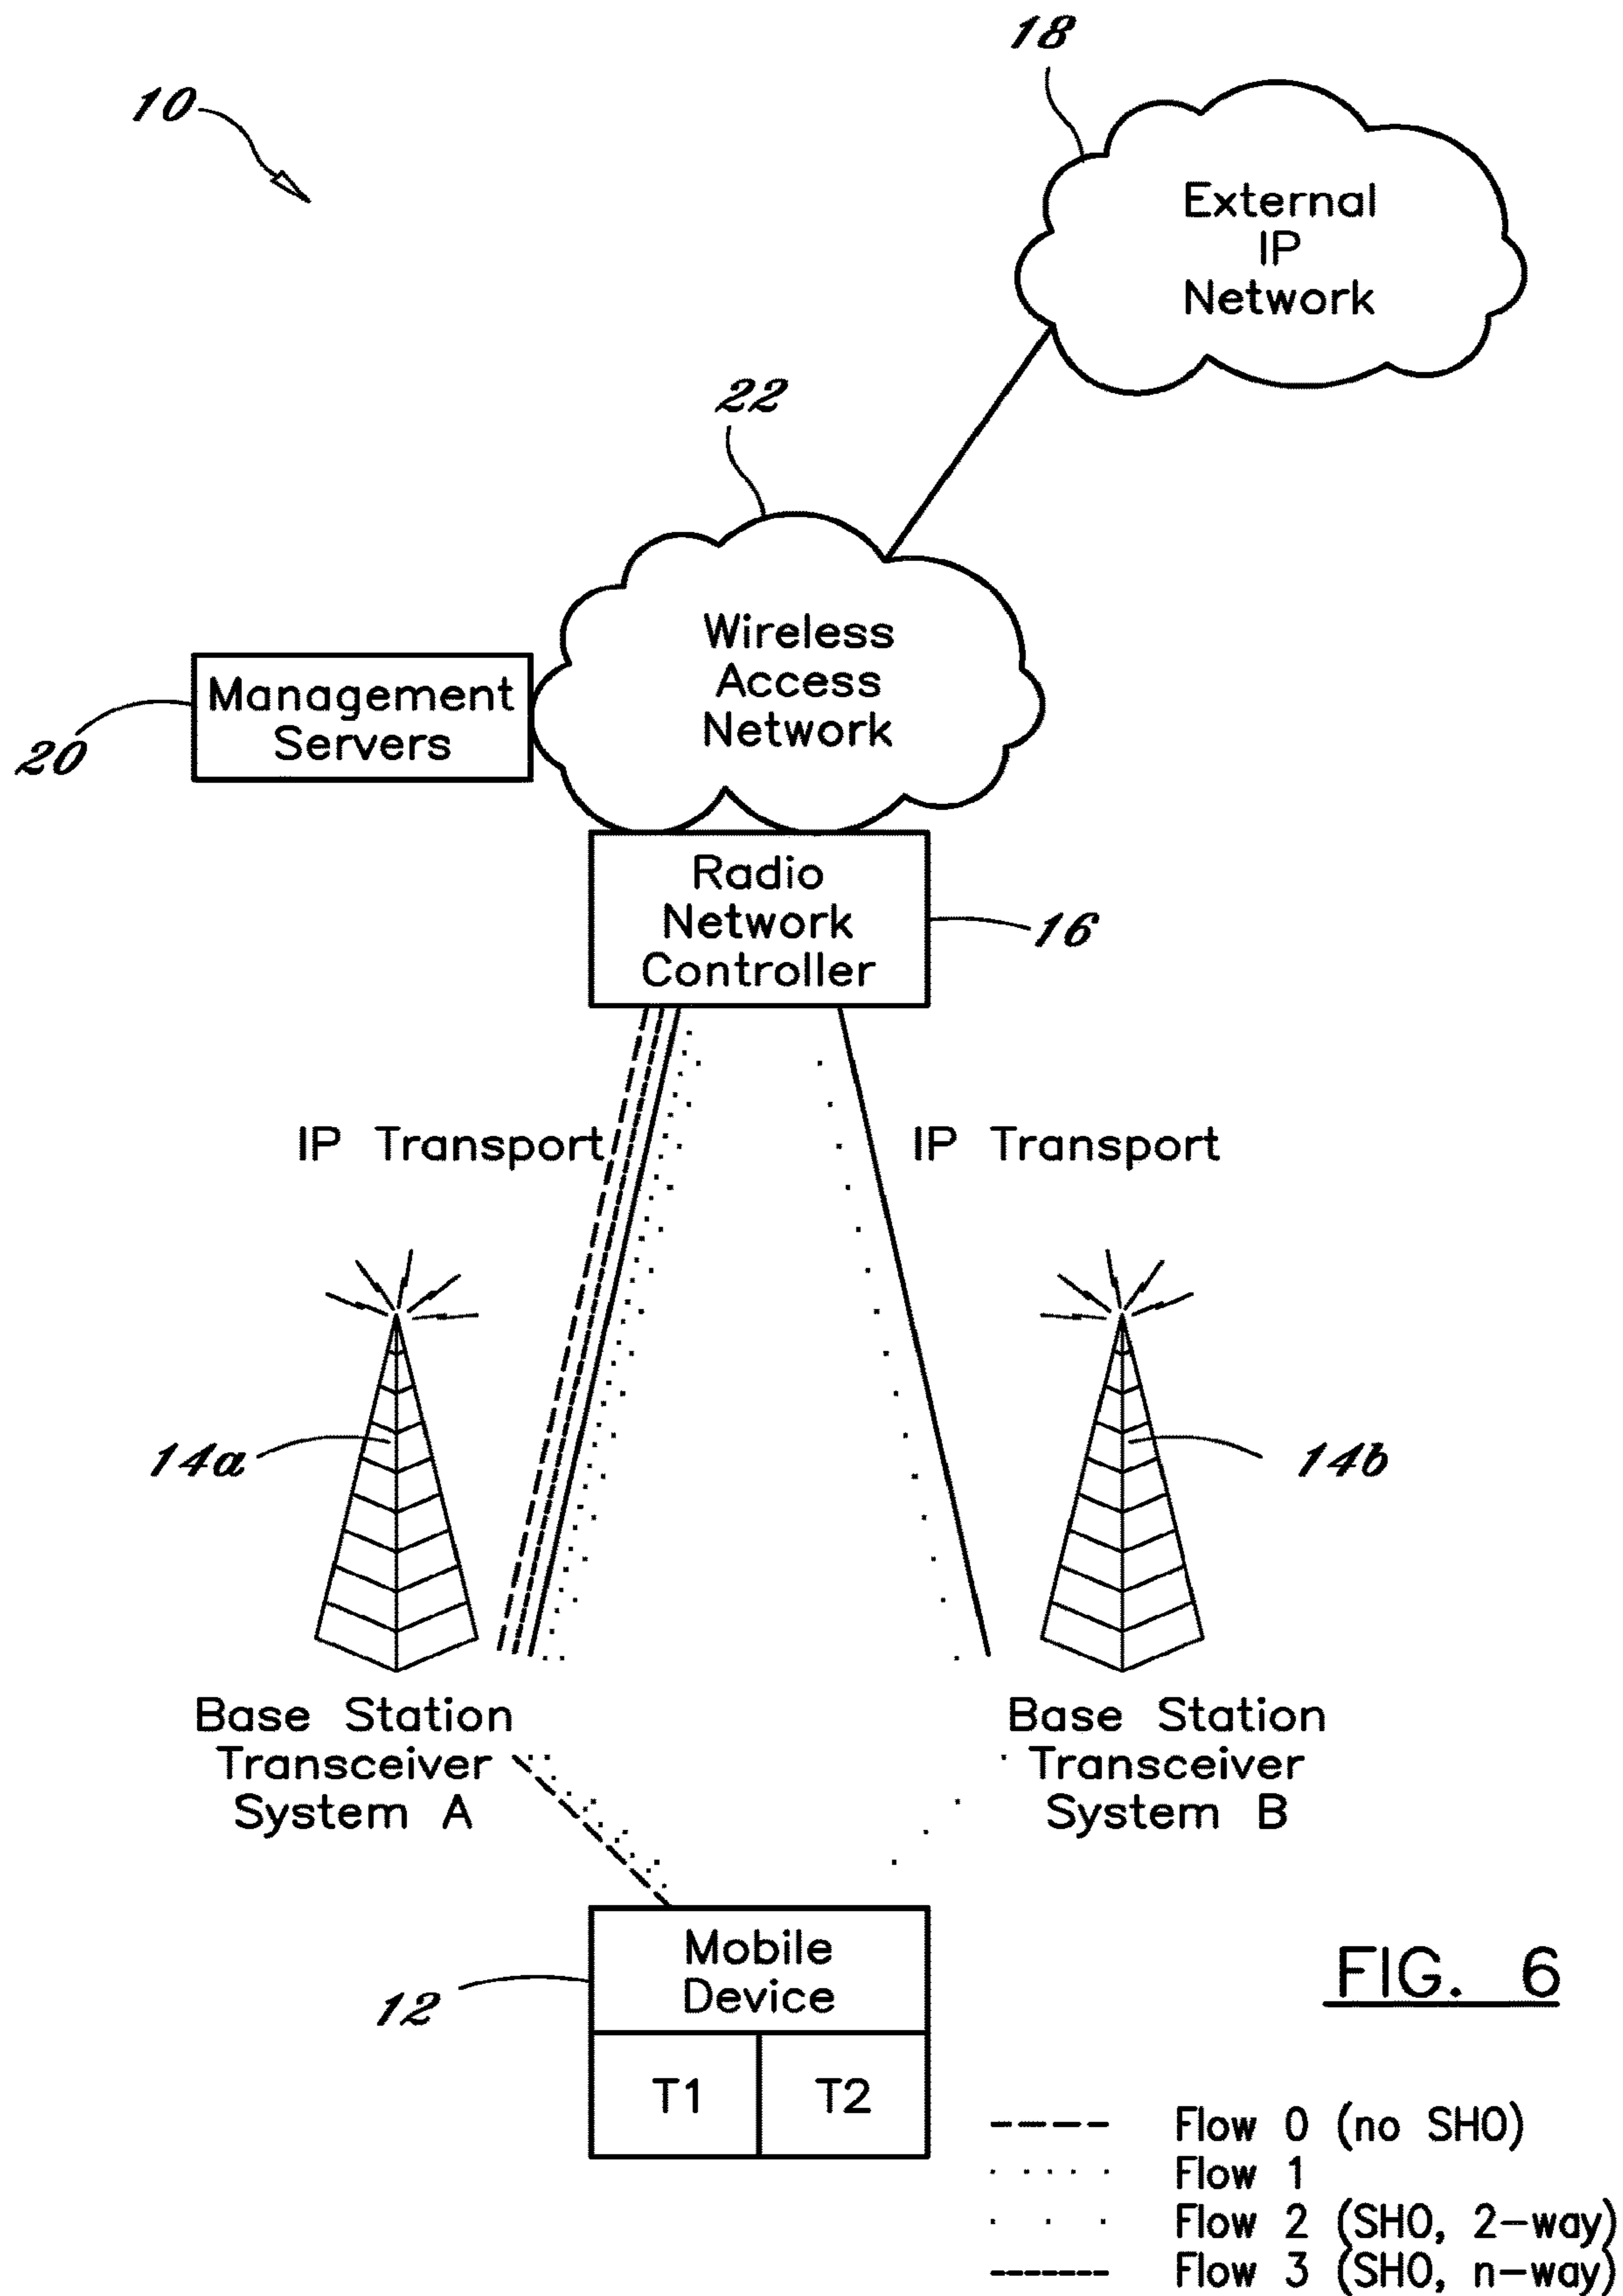 18
10
External
IP
Network
22
Wireless
Access
Network
Management
Servers
20
Radio
Network
Controller
16
IP Transport
IP Transport
14a
14b
Base Station
Transceiver
System A
Base Station
Transceiver
System B
Mobile
Device
12
T1
T2
FIG. 6
Flow 0 (no SHO)
Flow 1
Flow 2 (SHO, 2-way)
Flow 3 (SHO, n-way)